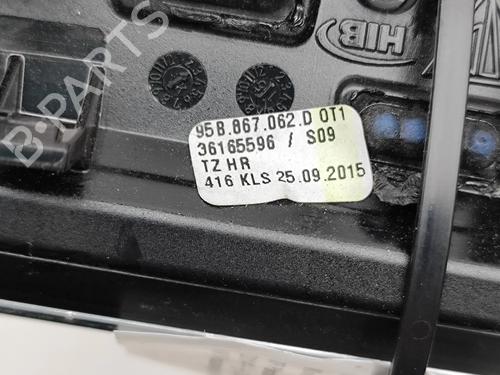 B-PARTS
HIB
95B.867.062.D 0T1
36165596 / S09
TZ HR
416 KLS 25.09.2015